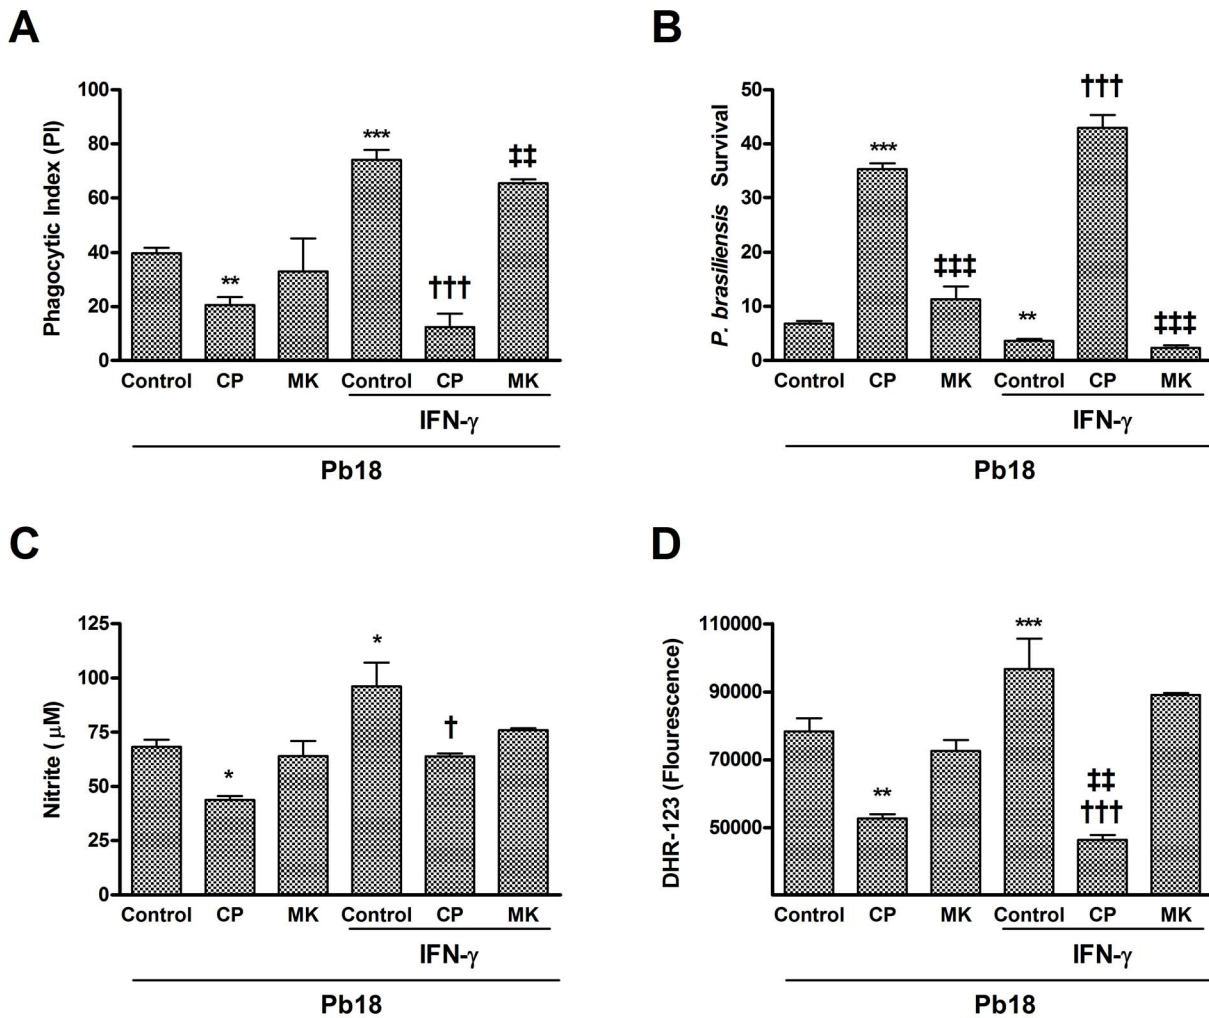 A
Phagocytic Index (PI)
100
80
60
40
20
0
**
***
†††
‡‡
Control CP MK Control CP MK
IFN-γ
Pb18
B
P. brasiliensis Survival
50
40
30
20
10
0
***
‡‡‡
**
†††
‡‡‡
Control CP MK Control CP MK
IFN-γ
Pb18
C
Nitrite ( μM)
125
100
75
50
25
0
*
*
†
Control CP MK Control CP MK
IFN-γ
Pb18
D
DHR-123 (Flourescence)
110000
90000
70000
50000
**
***
‡‡
†††
Control CP MK Control CP MK
IFN-γ
Pb18